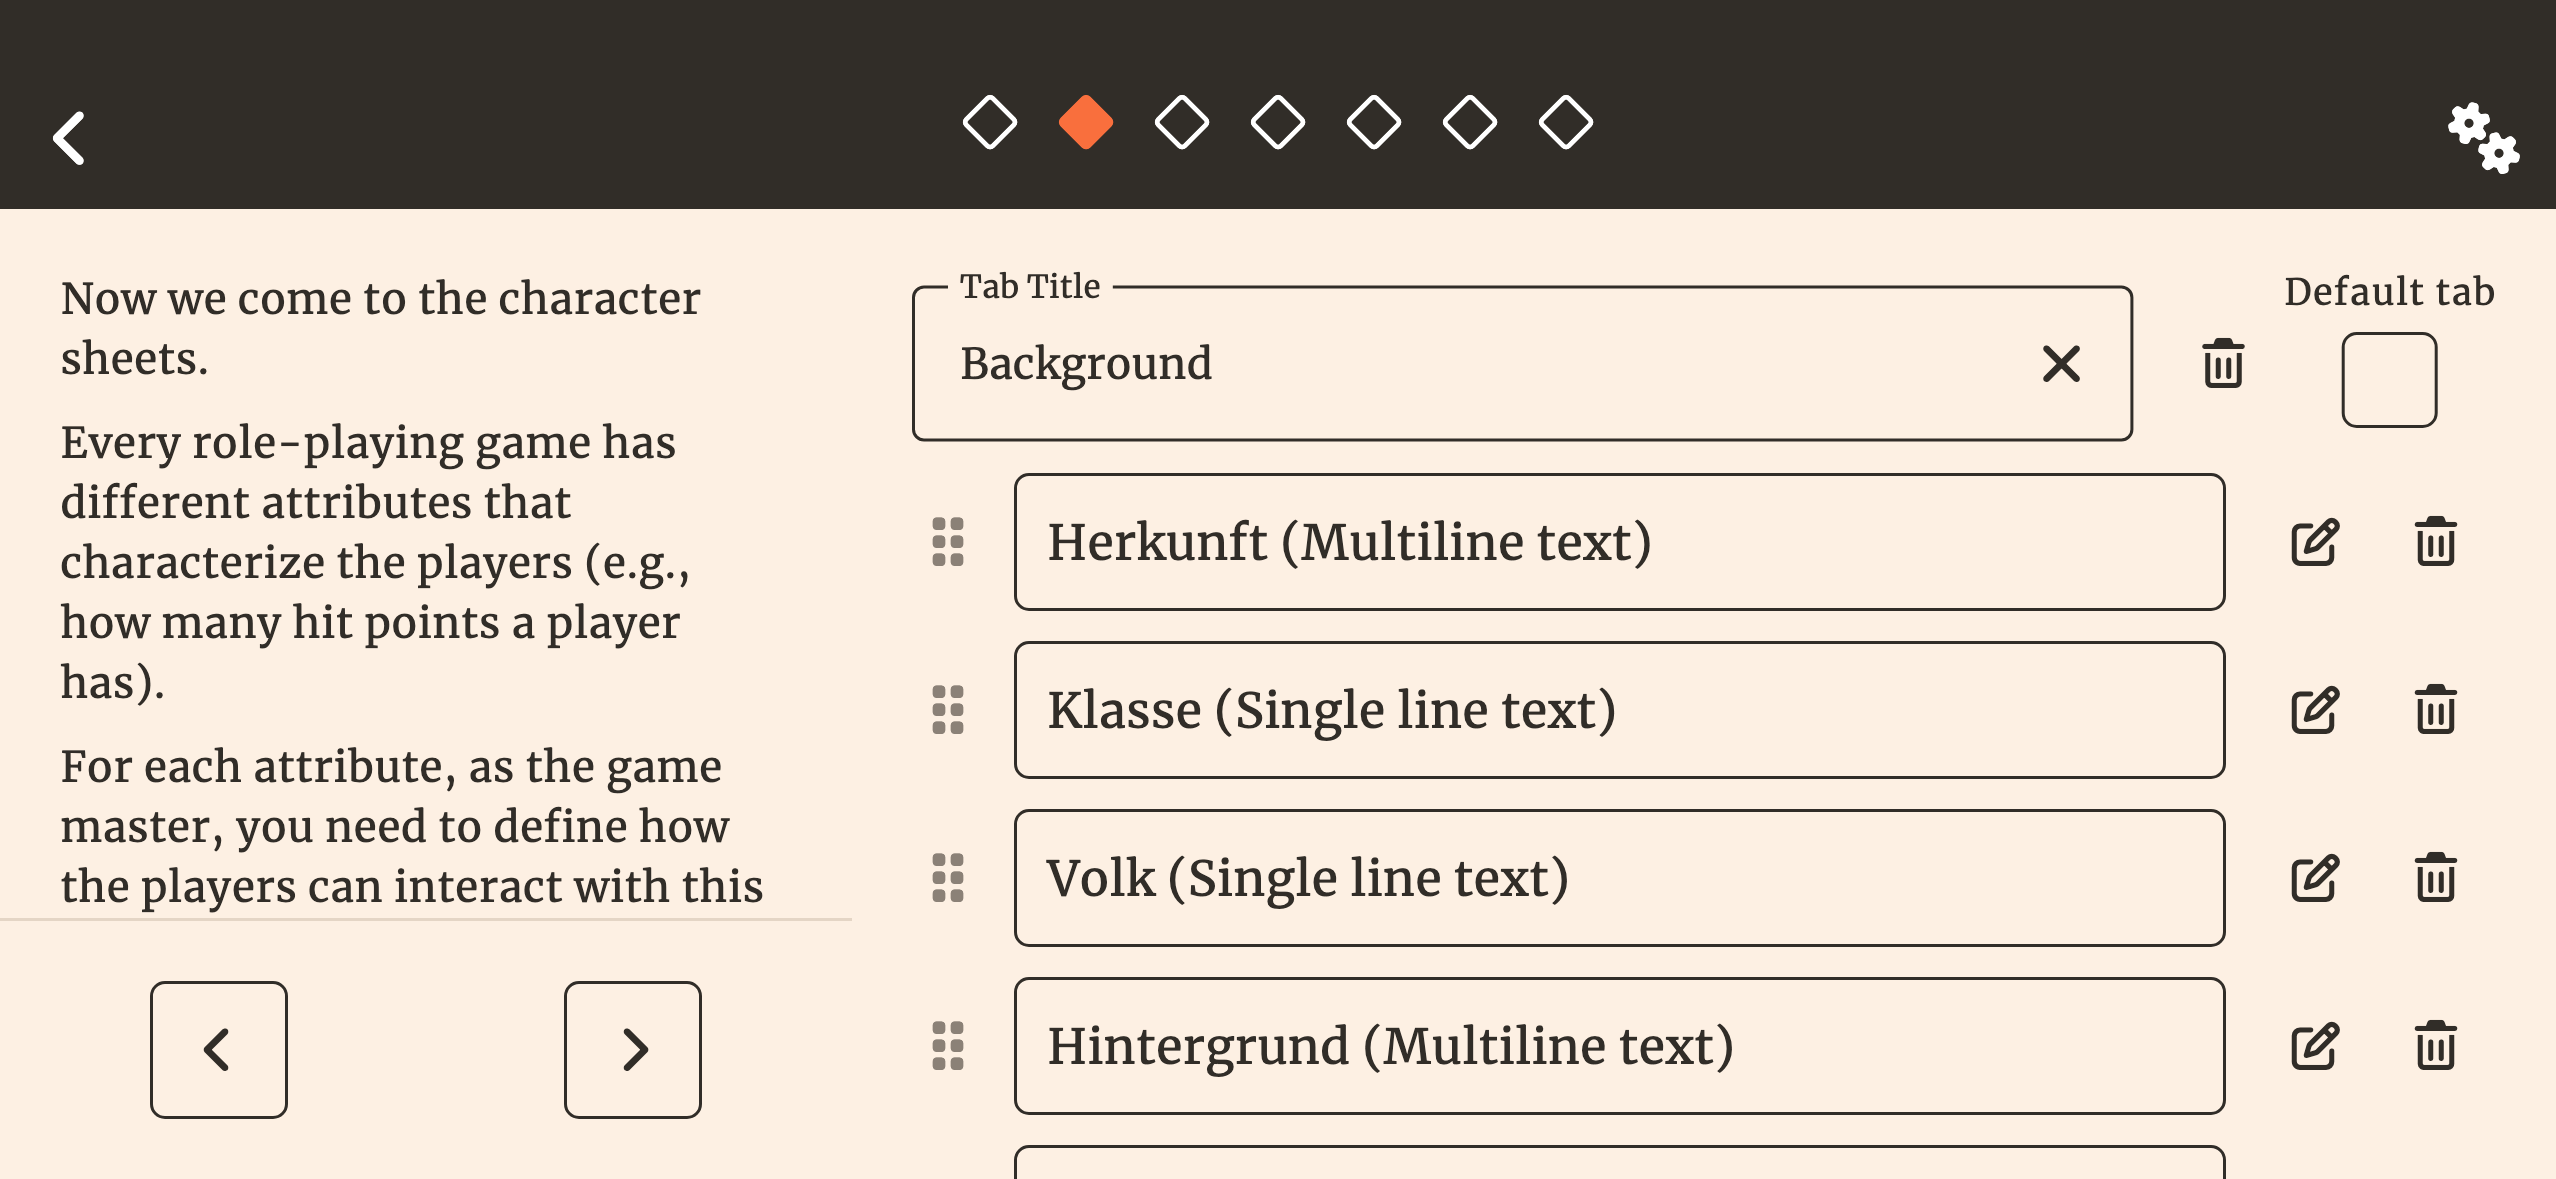 Now we come to the character
sheets.
Every role-playing game has
different attributes that
characterize the players (e.g.,
how many hit points a player
has).
For each attribute, as the game
master, you need to define how
the players can interact with this
Tab Title
Background
Default tab
Herkunft (Multiline text)
Klasse (Single line text)
Volk (Single line text)
Hintergrund (Multiline text)